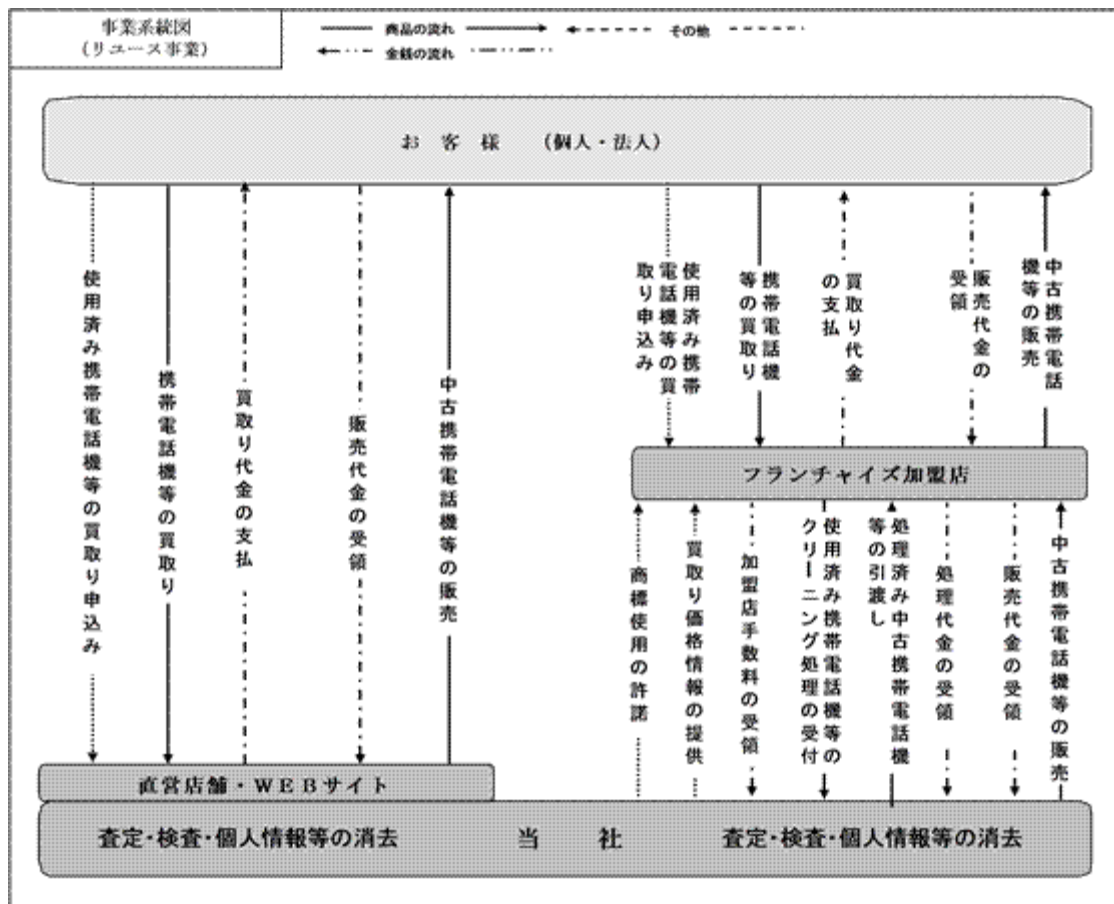 事業系統図
(リユース事業)
商品の流れ
その他
金銭の流れ
お客様 (個人・法人)
使用済み携帯電話機等の買取り申込み
携帯電話機等の買取り
買取り代金の支払
販売代金の受領
中古携帯電話機等の販売
使用済み携帯
電話機等の買
取り申込み
携帯電話機
等の買取り
買取り代金
の支払
販売代金の
受領
中古携帯電話
機等の販売
フランチャイズ加盟店
商標使用の許諾
買取り価格情報の提供
加盟店手数料の受領
使用済み携帯電話機等の
クリーニング処理の受付
処理済み中古携帯電話機
等の引渡し
処理代金の受領
販売代金の受領
中古携帯電話機等の販売
直営店舗・WEBサイト
査定・検査・個人情報等の消去
当社
査定・検査・個人情報等の消去